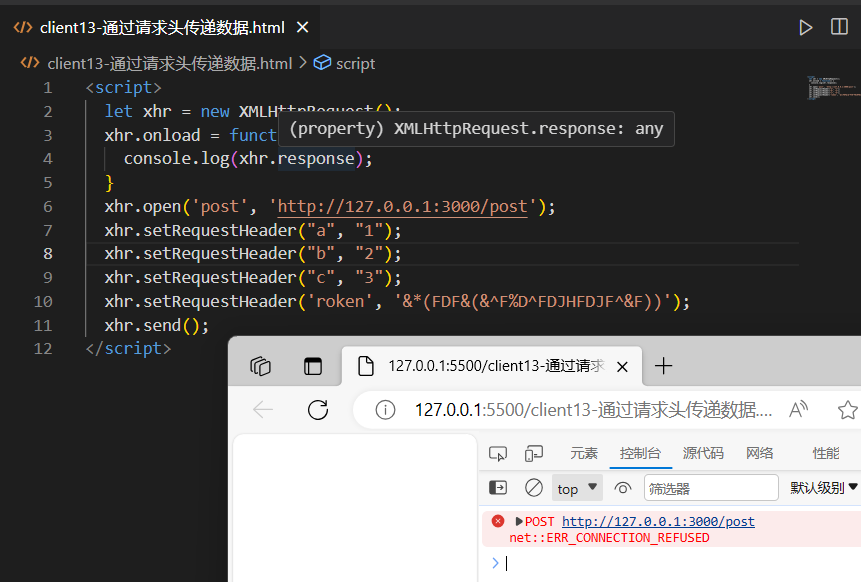 client13-通过请求头传递数据.html
client13-通过请求头传递数据.html > script
1 <script>
2 let xhr = new XMLHttpRequest();
(property) XMLHttpRequest.response: any
3 xhr.onload = funct
4 console.log(xhr.response);
5 }
6 xhr.open('post', 'http://127.0.0.1:3000/post');
7 xhr.setRequestHeader("a", "1");
8 xhr.setRequestHeader("b", "2");
9 xhr.setRequestHeader("c", "3");
10 xhr.setRequestHeader('roken', '&*(FDF&(&^F%D^FDJHFDJF^&F))');
11 xhr.send();
12 </script>
127.0.0.1:5500/client13-通过请求
127.0.0.1:5500/client13-通过请求头传递数据....
元素 控制台 源代码 网络 性能
top 筛选器 默认级别
POST http://127.0.0.1:3000/post
net::ERR_CONNECTION_REFUSED